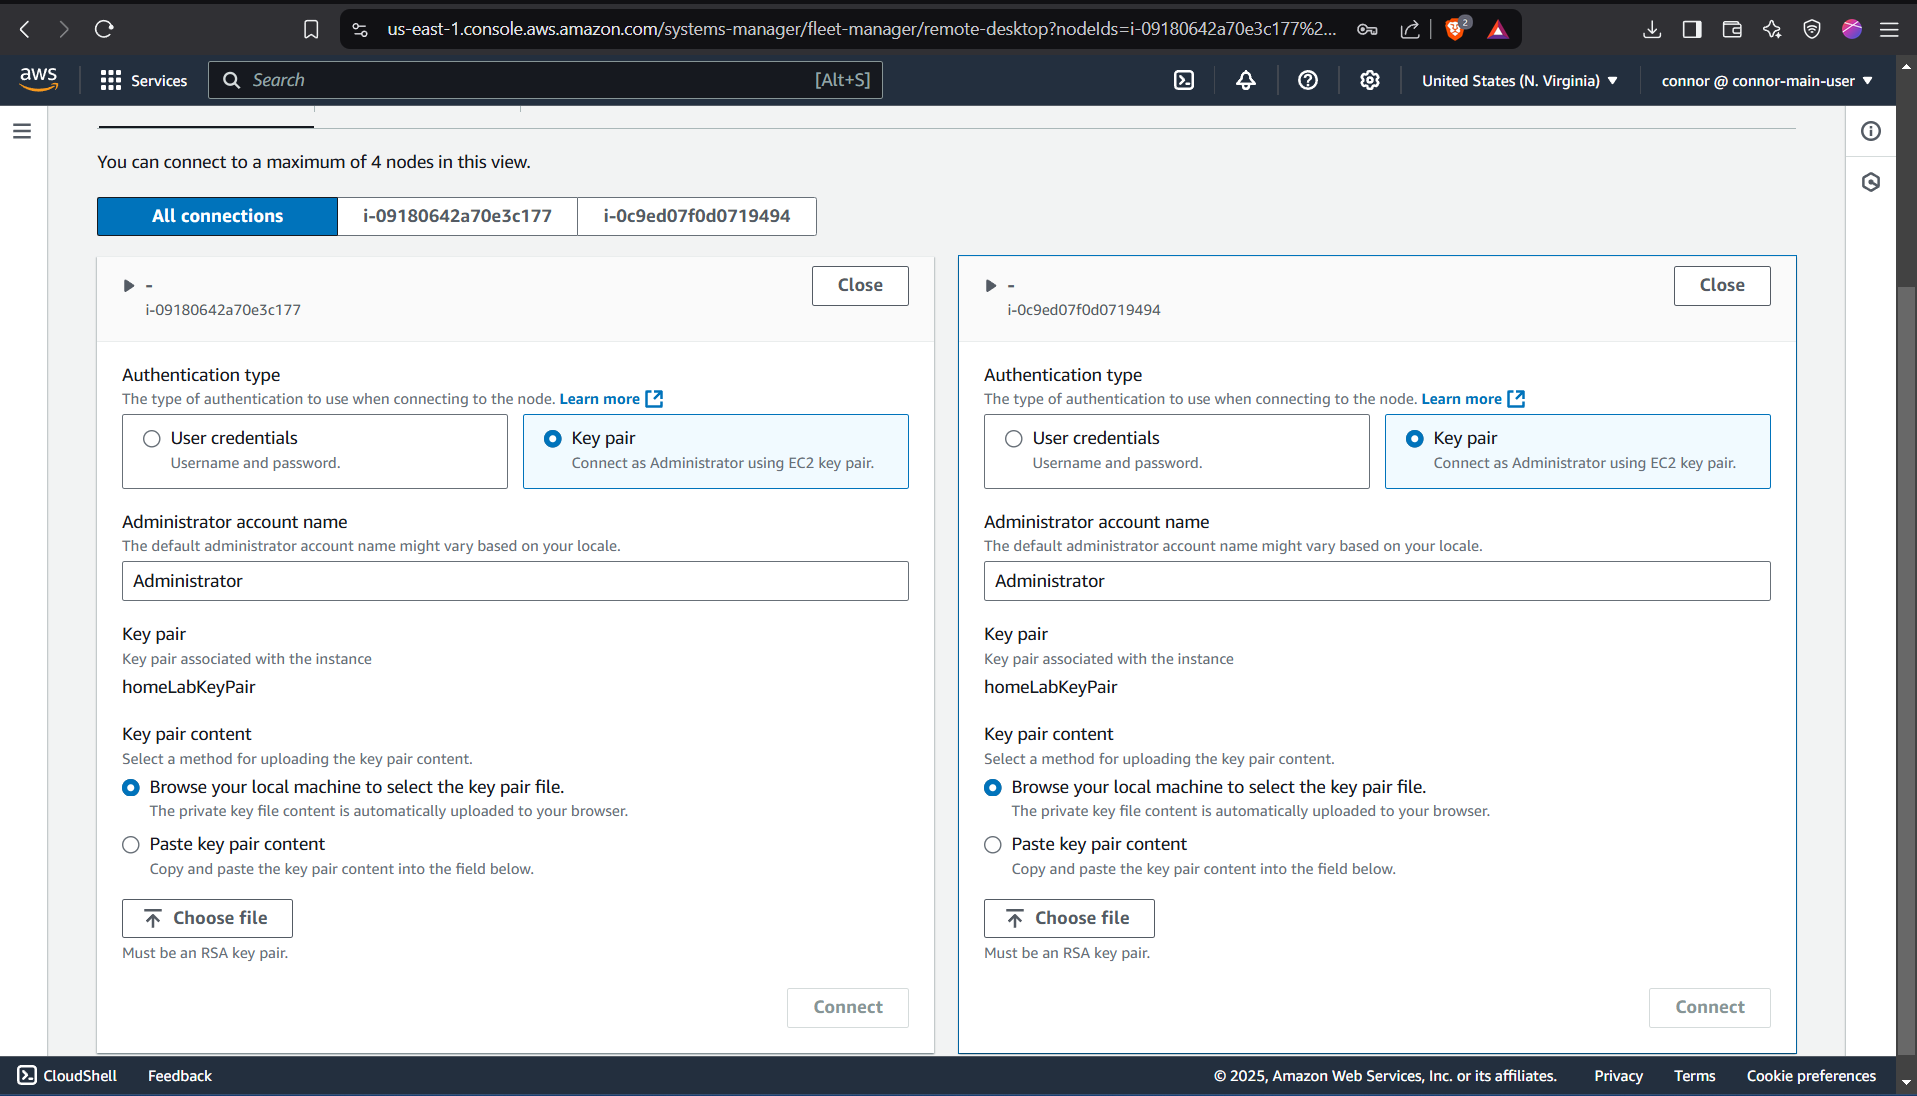 us-east-1.console.aws.amazon.com/systems-manager/fleet-manager/remote-desktop?nodeIds=i-09180642a70e3c177%2...
2
aws
Services
Search
[Alt+S]
United States (N. Virginia)
connor @ connor-main-user
You can connect to a maximum of 4 nodes in this view.
All connections
i-09180642a70e3c177
i-0c9ed07f0d0719494
-
i-09180642a70e3c177
Close
Authentication type
The type of authentication to use when connecting to the node. Learn more
User credentials
Username and password.
Key pair
Connect as Administrator using EC2 key pair.
Administrator account name
The default administrator account name might vary based on your locale.
Administrator
Key pair
Key pair associated with the instance
homeLabKeyPair
Key pair content
Select a method for uploading the key pair content.
Browse your local machine to select the key pair file.
The private key file content is automatically uploaded to your browser.
Paste key pair content
Copy and paste the key pair content into the field below.
Choose file
Must be an RSA key pair.
Connect
-
i-0c9ed07f0d0719494
Close
Authentication type
The type of authentication to use when connecting to the node. Learn more
User credentials
Username and password.
Key pair
Connect as Administrator using EC2 key pair.
Administrator account name
The default administrator account name might vary based on your locale.
Administrator
Key pair
Key pair associated with the instance
homeLabKeyPair
Key pair content
Select a method for uploading the key pair content.
Browse your local machine to select the key pair file.
The private key file content is automatically uploaded to your browser.
Paste key pair content
Copy and paste the key pair content into the field below.
Choose file
Must be an RSA key pair.
Connect
CloudShell
Feedback
© 2025, Amazon Web Services, Inc. or its affiliates.
Privacy
Terms
Cookie preferences